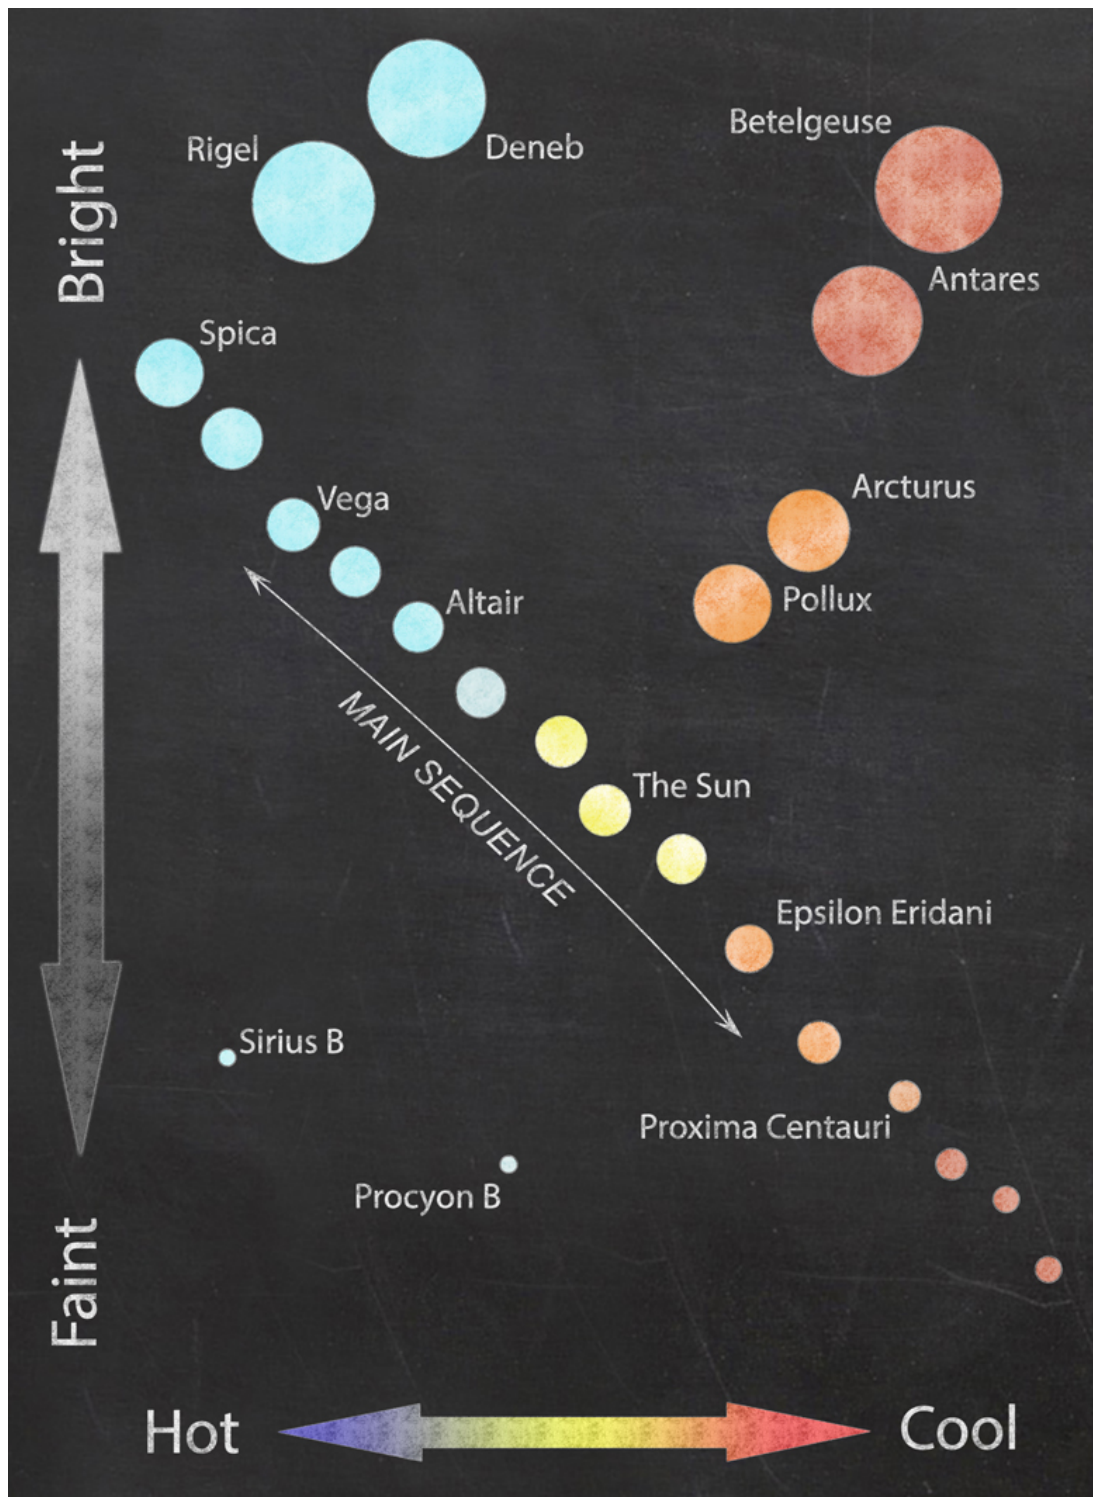 Betelgeuse
Rigel
Deneb
Bright
Antares
Spica
Arcturus
Vega
Pollux
Altair
MAIN SEQUENCE
The Sun
Epsilon Eridani
Sirius B
Proxima Centauri
Procyon B
Faint
Hot
Cool